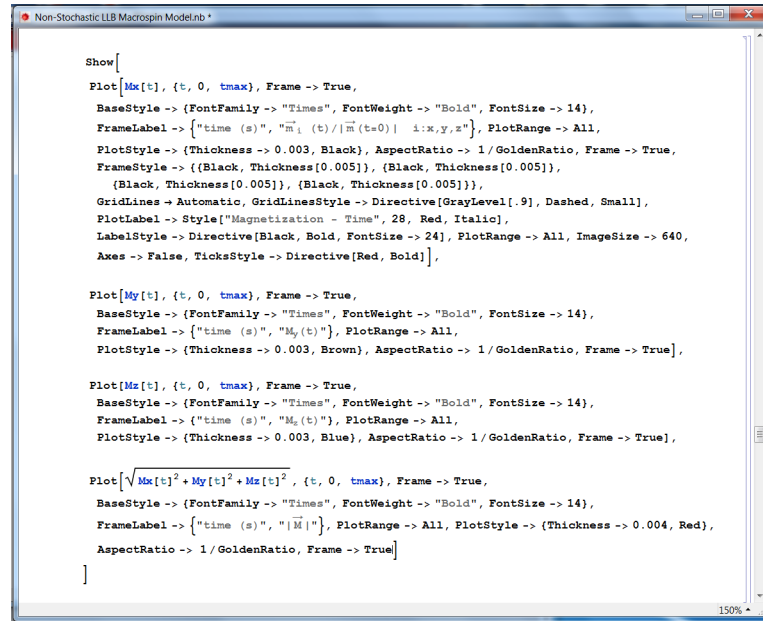 Non-Stochastic LLB Macrospin Model.nb *
Show[
Plot[Mx[t], {t, 0, tmax}, Frame -> True,
BaseStyle -> {FontFamily -> "Times", FontWeight -> "Bold", FontSize -> 14},
FrameLabel -> {"time (s)", "m⃗ᵢ (t)/|m⃗(t=0)| i:x,y,z"}, PlotRange -> All,
PlotStyle -> {Thickness -> 0.003, Black}, AspectRatio -> 1/GoldenRatio, Frame -> True,
FrameStyle -> {{Black, Thickness[0.005]}, {Black, Thickness[0.005]},
{Black, Thickness[0.005]}, {Black, Thickness[0.005]}},
GridLines → Automatic, GridLinesStyle -> Directive[GrayLevel[.9], Dashed, Small],
PlotLabel -> Style["Magnetization - Time", 28, Red, Italic],
LabelStyle -> Directive[Black, Bold, FontSize -> 24], PlotRange -> All, ImageSize -> 640,
Axes -> False, TicksStyle -> Directive[Red, Bold]],
Plot[My[t], {t, 0, tmax}, Frame -> True,
BaseStyle -> {FontFamily -> "Times", FontWeight -> "Bold", FontSize -> 14},
FrameLabel -> {"time (s)", "M_y(t)"}, PlotRange -> All,
PlotStyle -> {Thickness -> 0.003, Brown}, AspectRatio -> 1/GoldenRatio, Frame -> True],
Plot[Mz[t], {t, 0, tmax}, Frame -> True,
BaseStyle -> {FontFamily -> "Times", FontWeight -> "Bold", FontSize -> 14},
FrameLabel -> {"time (s)", "M_z(t)"}, PlotRange -> All,
PlotStyle -> {Thickness -> 0.003, Blue}, AspectRatio -> 1/GoldenRatio, Frame -> True],
Plot[√(Mx[t]² + My[t]² + Mz[t]²), {t, 0, tmax}, Frame -> True,
BaseStyle -> {FontFamily -> "Times", FontWeight -> "Bold", FontSize -> 14},
FrameLabel -> {"time (s)", "|M⃗|"}, PlotRange -> All, PlotStyle -> {Thickness -> 0.004, Red},
AspectRatio -> 1/GoldenRatio, Frame -> True]
]
150%